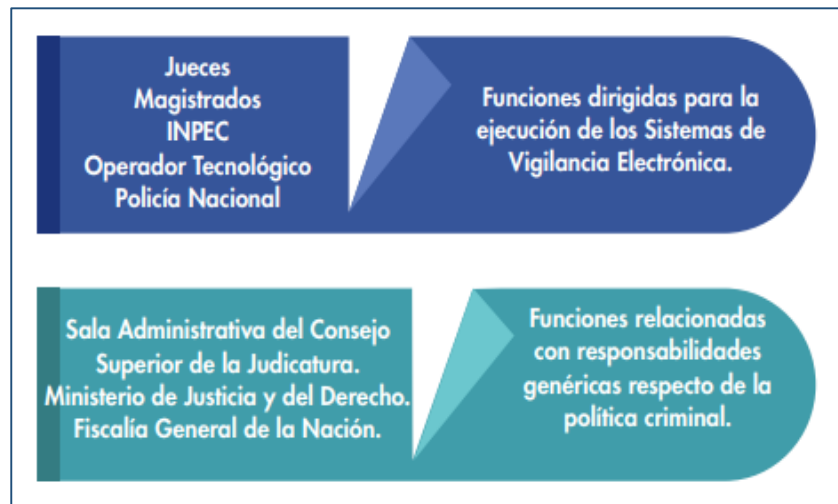 Jueces
Magistrados
INPEC
Operador Tecnológico
Policía Nacional
Funciones dirigidas para la
ejecución de los Sistemas de
Vigilancia Electrónica.
Sala Administrativa del Consejo
Superior de la Judicatura.
Ministerio de Justicia y del Derecho.
Fiscalía General de la Nación.
Funciones relacionadas
con responsabilidades
genéricas respecto de la
política criminal.